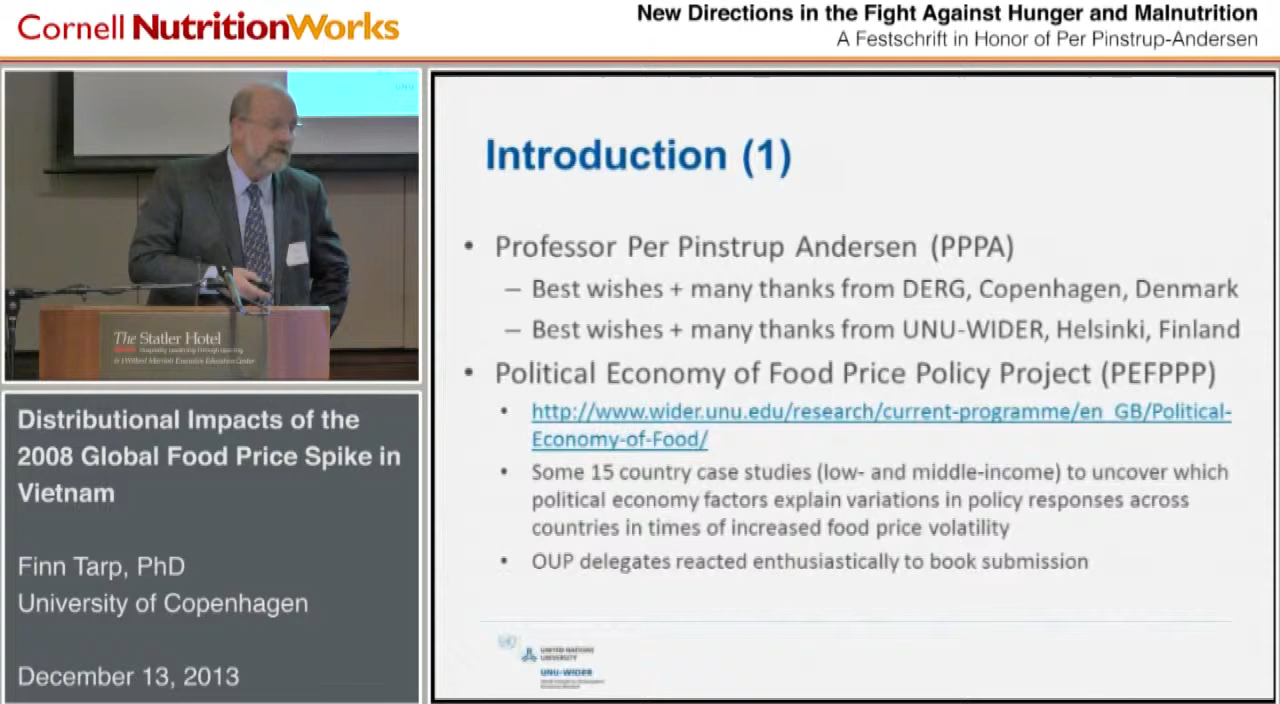 Cornell NutritionWorks
New Directions in the Fight Against Hunger and Malnutrition
A Festschrift in Honor of Per Pinstrup-Andersen
UNU
The Statler Hotel
Distributional Impacts of the
2008 Global Food Price Spike in
Vietnam
Finn Tarp, PhD
University of Copenhagen
December 13, 2013
Introduction (1)
• Professor Per Pinstrup Andersen (PPPA)
– Best wishes + many thanks from DERG, Copenhagen, Denmark
– Best wishes + many thanks from UNU-WIDER, Helsinki, Finland
• Political Economy of Food Price Policy Project (PEFPPP)
• http://www.wider.unu.edu/research/current-programme/en_GB/Political-
Economy-of-Food/
• Some 15 country case studies (low- and middle-income) to uncover which
political economy factors explain variations in policy responses across
countries in times of increased food price volatility
• OUP delegates reacted enthusiastically to book submission
UNITED NATIONS
UNIVERSITY
UNU-WIDER